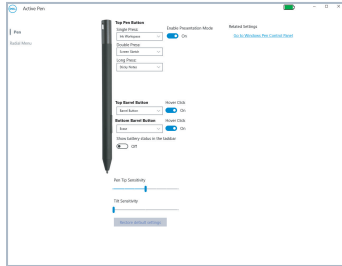 Active Pen
Pen
Radial Menu
Top Pen Button
Single Press:
Ink Workspace
Enable Presentation Mode
On
Double Press:
Screen Sketch
Long Press:
Sticky Notes
Related Settings
Go to Windows Pen Control Panel
Top Barrel Button
Hover Click
Barrel Button
On
Bottom Barrel Button
Hover Click
Erase
On
Show battery status in the
taskbar
Off
Pen Tip Sensitivity
Tilt Sensitivity
Restore default settings